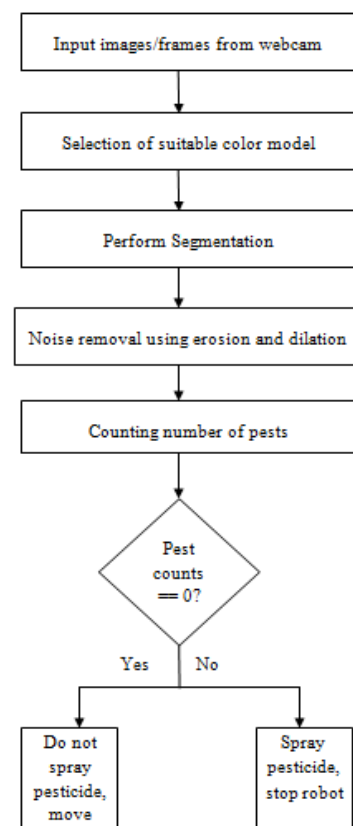 Input images/frames from webcam
Selection of suitable color model
Perform Segmentation
Noise removal using erosion and dilation
Counting number of pests
Pest
counts
== 0?
Yes
No
Do not
spray
pesticide,
move
Spray
pesticide,
stop robot